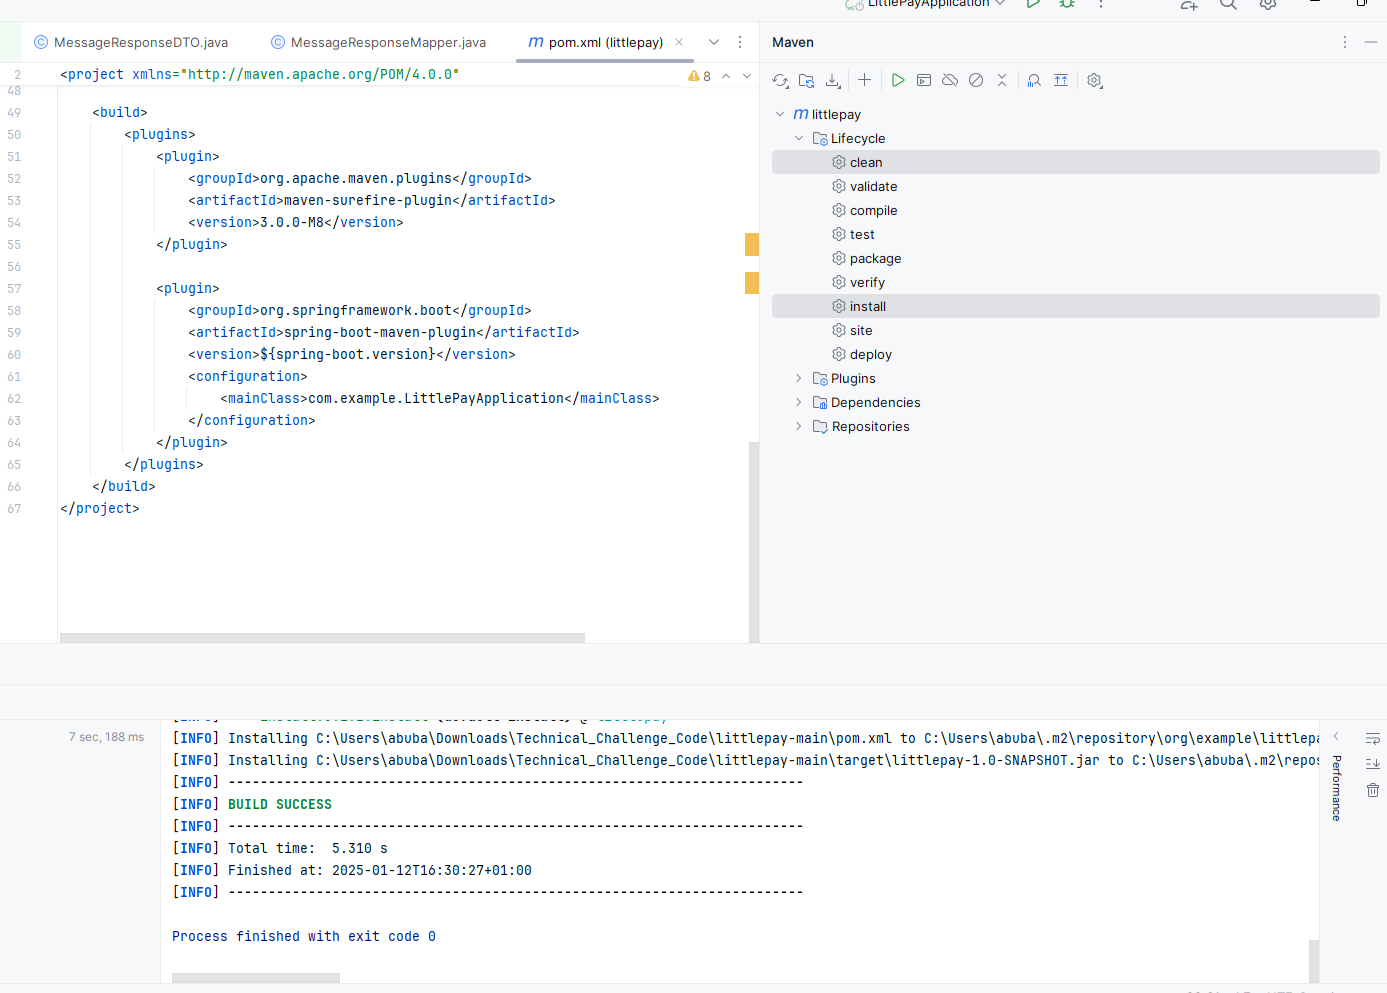 LittlePayApplication
MessageResponseDTO.java
MessageResponseMapper.java
m pom.xml (littlepay)
Maven
2 <project xmlns="http://maven.apache.org/POM/4.0.0"
8
48
49 <build>
50 <plugins>
51 <plugin>
52 <groupId>org.apache.maven.plugins</groupId>
53 <artifactId>maven-surefire-plugin</artifactId>
54 <version>3.0.0-M8</version>
55 </plugin>
56
57 <plugin>
58 <groupId>org.springframework.boot</groupId>
59 <artifactId>spring-boot-maven-plugin</artifactId>
60 <version>${spring-boot.version}</version>
61 <configuration>
62 <mainClass>com.example.LittlePayApplication</mainClass>
63 </configuration>
64 </plugin>
65 </plugins>
66 </build>
67 </project>
m littlepay
Lifecycle
clean
validate
compile
test
package
verify
install
site
deploy
Plugins
Dependencies
Repositories
7 sec, 188 ms
[INFO] Installing C:\Users\abuba\Downloads\Technical_Challenge_Code\littlepay-main\pom.xml to C:\Users\abuba\.m2\repository\org\example\littlepa
[INFO] Installing C:\Users\abuba\Downloads\Technical_Challenge_Code\littlepay-main\target\littlepay-1.0-SNAPSHOT.jar to C:\Users\abuba\.m2\repos
[INFO] ------------------------------------------------------------------------
[INFO] BUILD SUCCESS
[INFO] ------------------------------------------------------------------------
[INFO] Total time:  5.310 s
[INFO] Finished at: 2025-01-12T16:30:27+01:00
[INFO] ------------------------------------------------------------------------
Process finished with exit code 0
Performance